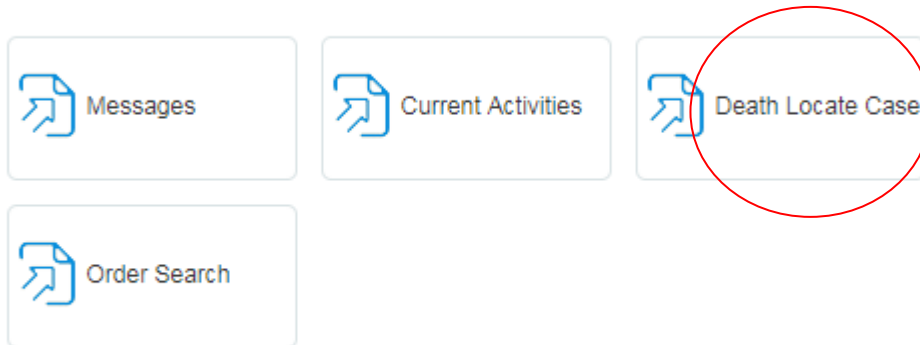 Messages
Current Activities
Death Locate Case
Order Search